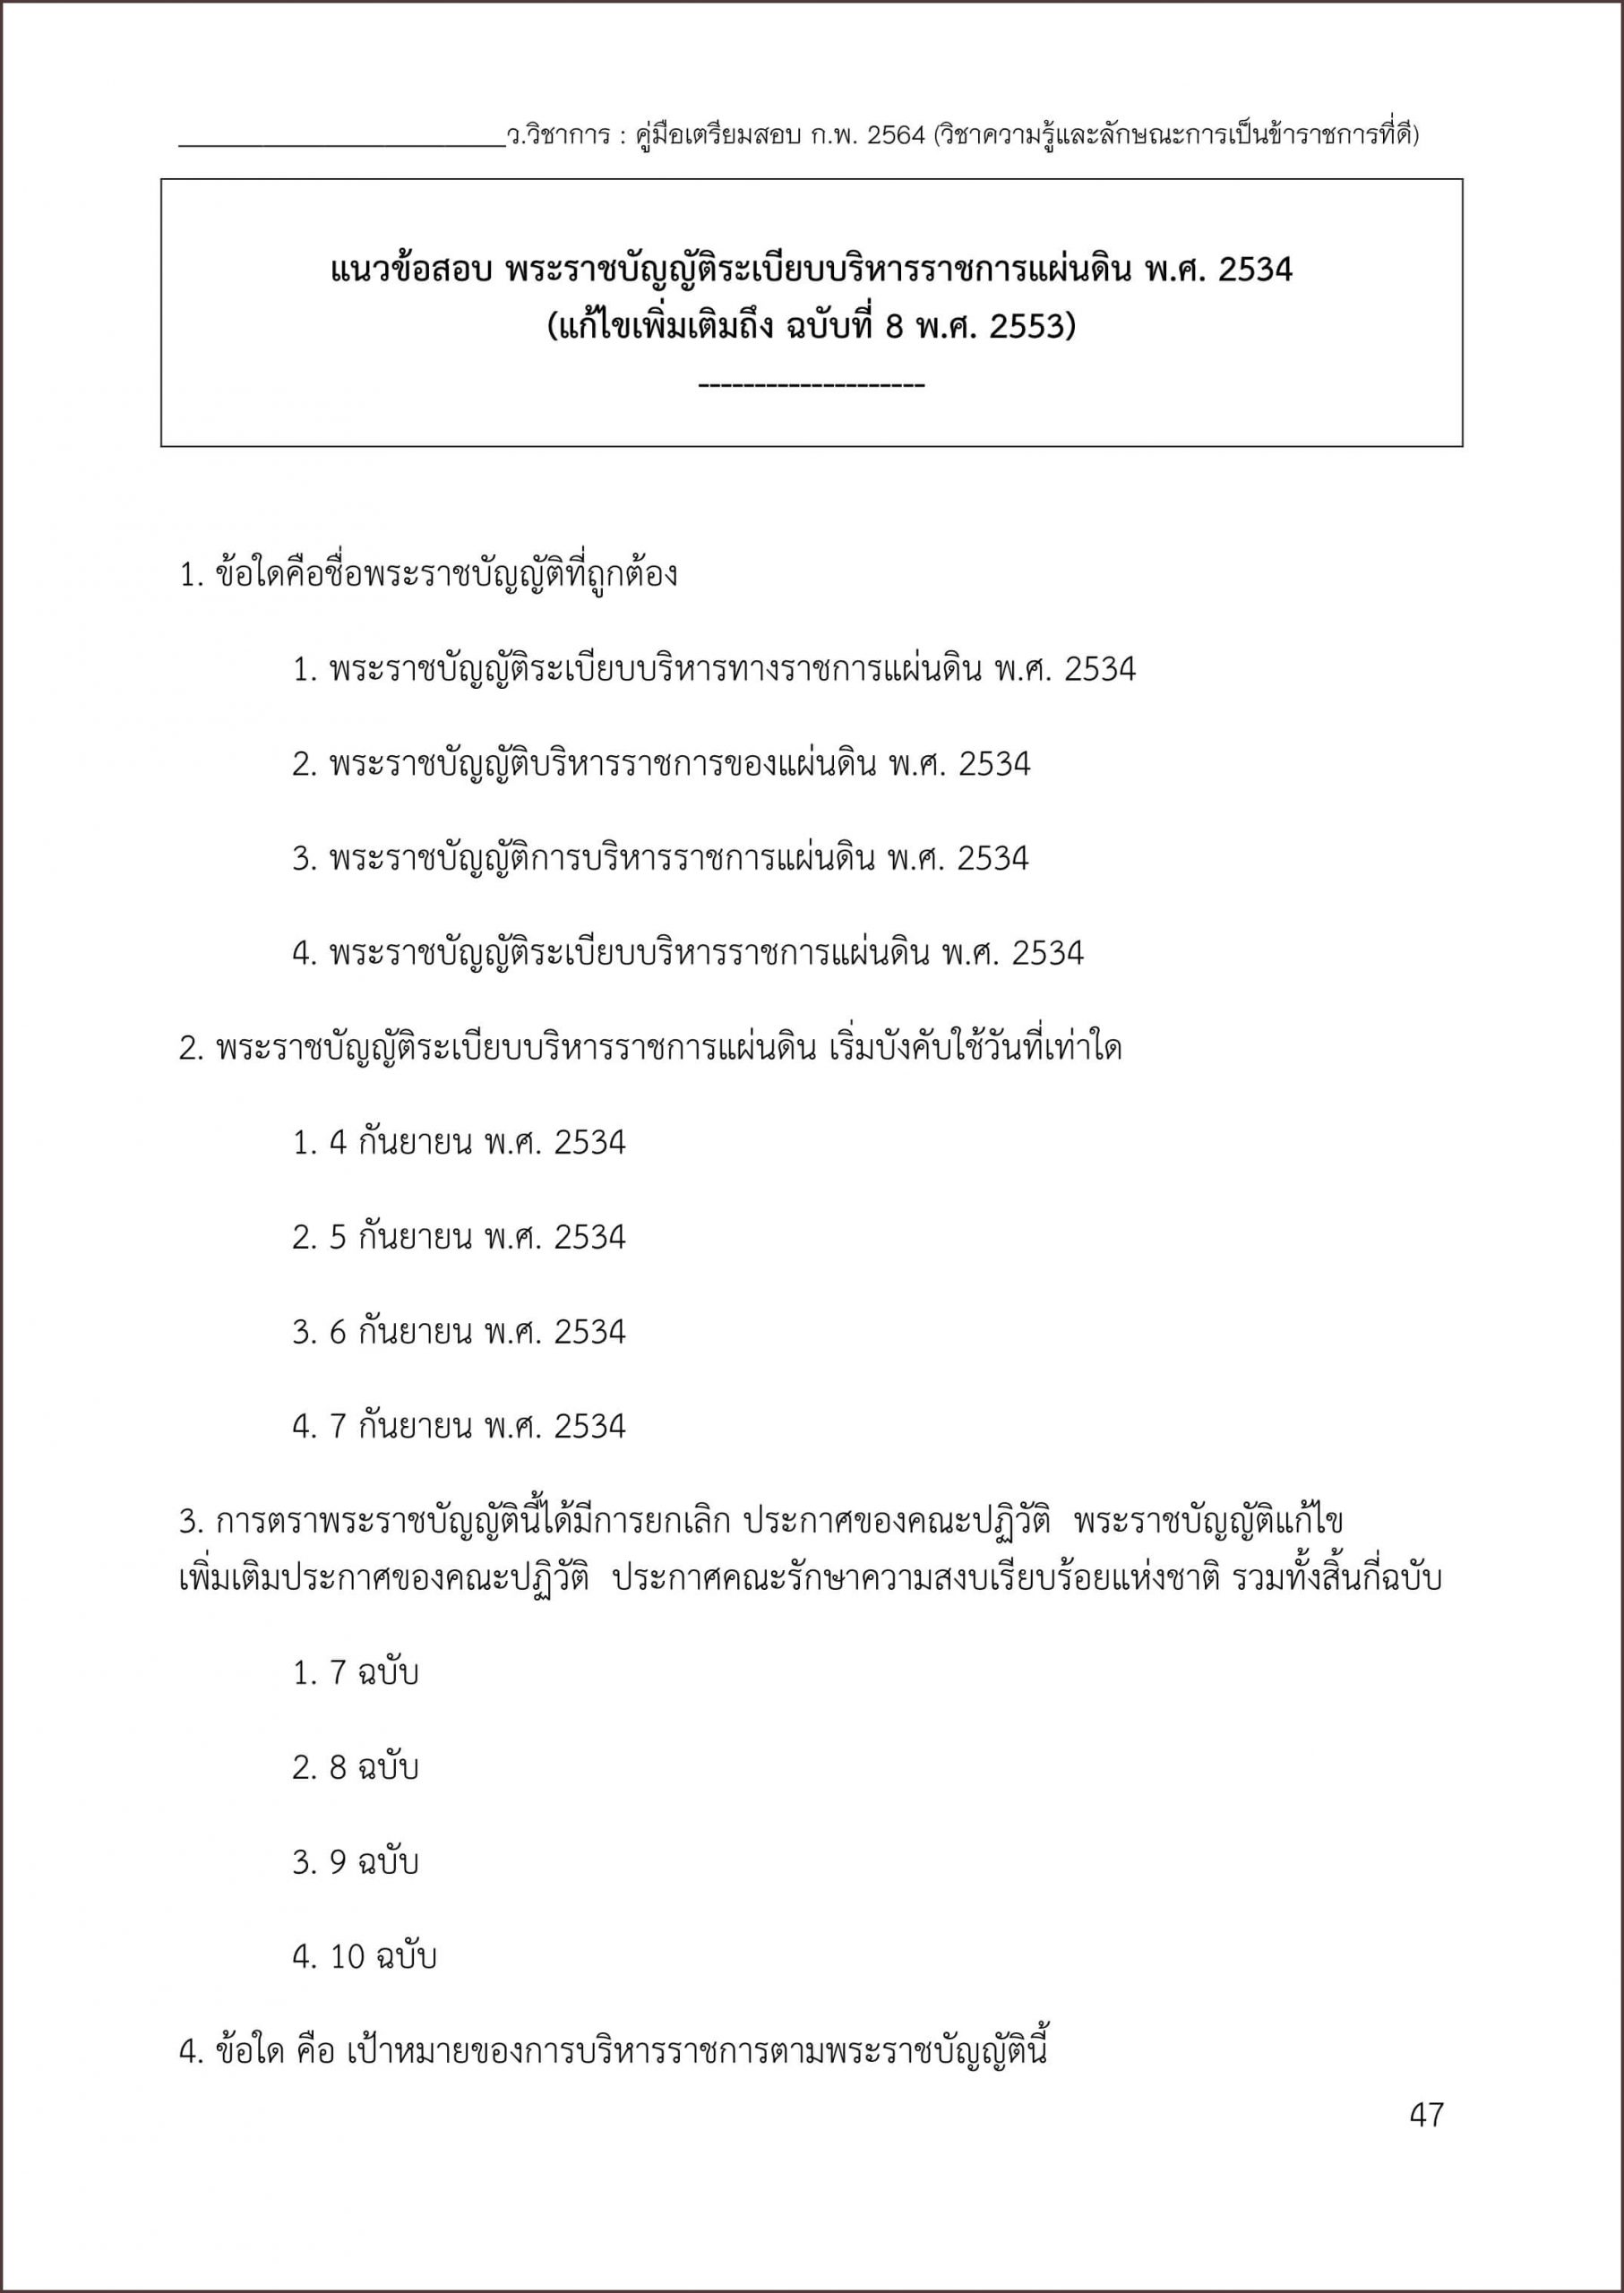 ____________________ว.วิชาการ : คู่มือเตรียมสอบ ก.พ. 2564 (วิชาความรู้และลักษณะการเป็นข้าราชการที่ดี)
แนวข้อสอบ พระราชบัญญัติระเบียบบริหารราชการแผ่นดิน พ.ศ. 2534
(แก้ไขเพิ่มเติมถึง ฉบับที่ 8 พ.ศ. 2553)
--------------------
1. ข้อใดคือชื่อพระราชบัญญัติที่ถูกต้อง
1. พระราชบัญญัติระเบียบบริหารทางราชการแผ่นดิน พ.ศ. 2534
2. พระราชบัญญัติบริหารราชการของแผ่นดิน พ.ศ. 2534
3. พระราชบัญญัติการบริหารราชการแผ่นดิน พ.ศ. 2534
4. พระราชบัญญัติระเบียบบริหารราชการแผ่นดิน พ.ศ. 2534
2. พระราชบัญญัติระเบียบบริหารราชการแผ่นดิน เริ่มบังคับใช้วันที่เท่าใด
1. 4 กันยายน พ.ศ. 2534
2. 5 กันยายน พ.ศ. 2534
3. 6 กันยายน พ.ศ. 2534
4. 7 กันยายน พ.ศ. 2534
3. การตราพระราชบัญญัตินี้ได้มีการยกเลิก ประกาศของคณะปฏิวัติ พระราชบัญญัติแก้ไข
เพิ่มเติมประกาศของคณะปฏิวัติ ประกาศคณะรักษาความสงบเรียบร้อยแห่งชาติ รวมทั้งสิ้นกี่ฉบับ
1. 7 ฉบับ
2. 8 ฉบับ
3. 9 ฉบับ
4. 10 ฉบับ
4. ข้อใด คือ เป้าหมายของการบริหารราชการตามพระราชบัญญัตินี้
47